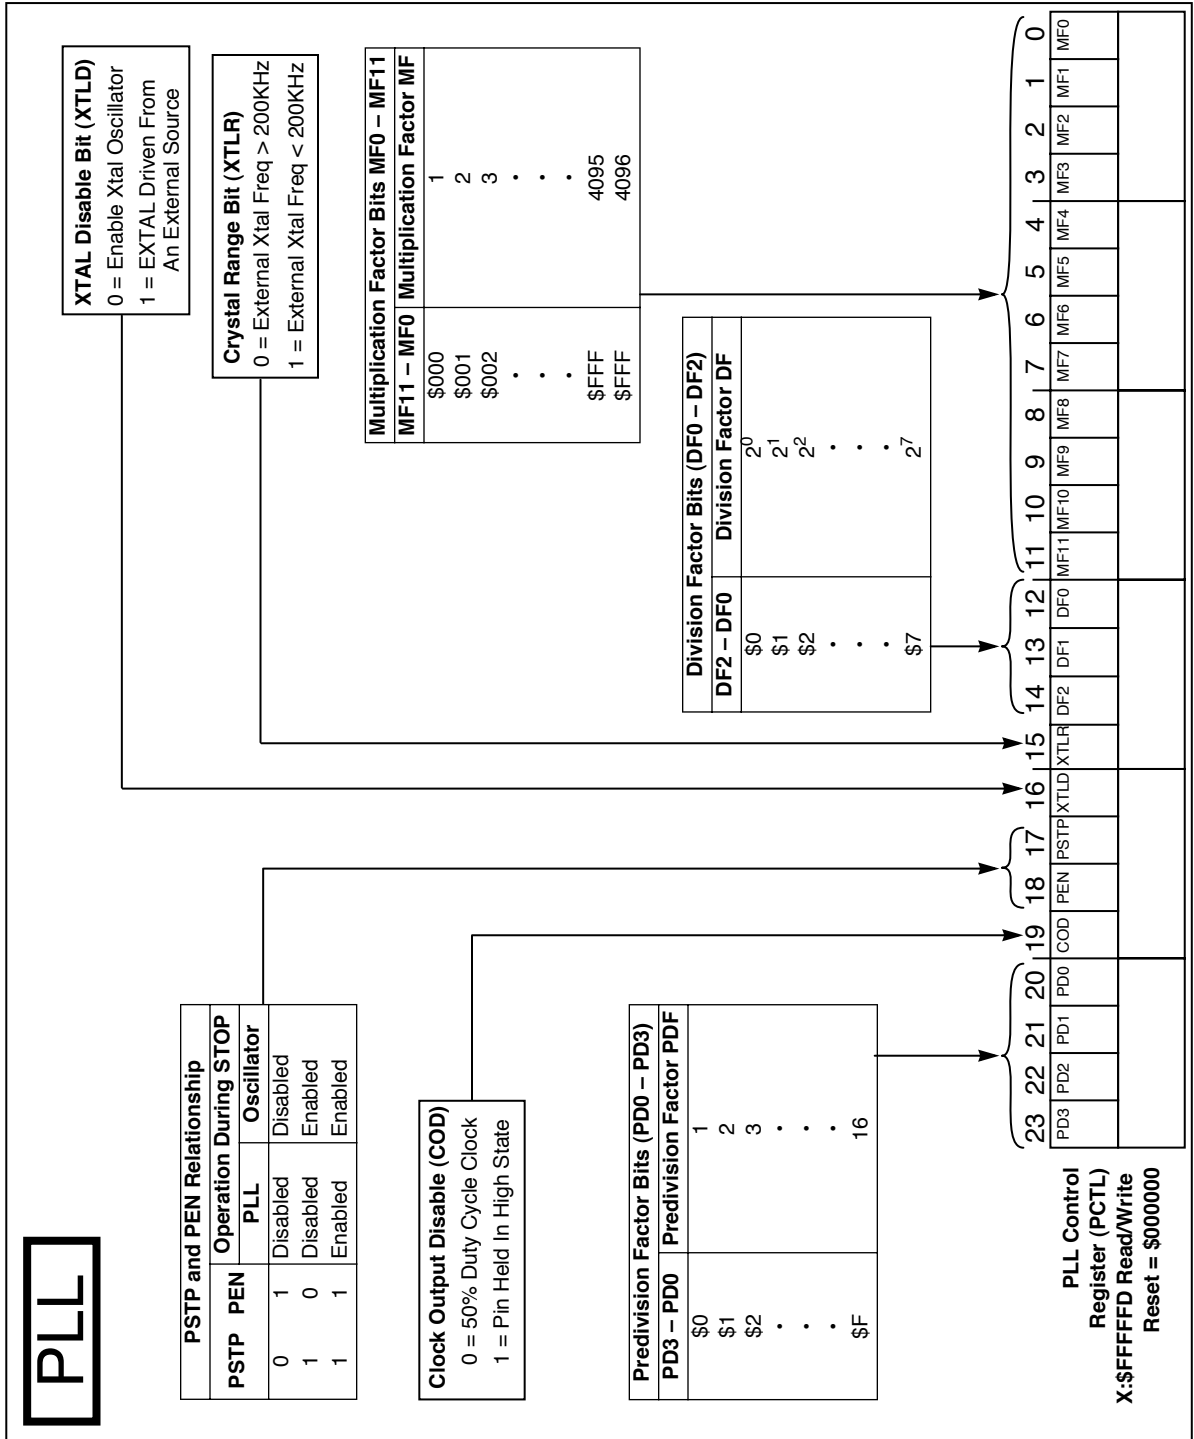 PLL
PSTP and PEN Relationship
PSTP PEN Operation During STOP
PLL Oscillator
0 1 Disabled Disabled
1 0 Disabled Enabled
1 1 Enabled Enabled
XTAL Disable Bit (XTLD)
0 = Enable Xtal Oscillator
1 = EXTAL Driven From
An External Source
Crystal Range Bit (XTLR)
0 = External Xtal Freq > 200KHz
1 = External Xtal Freq < 200KHz
Clock Output Disable (COD)
0 = 50% Duty Cycle Clock
1 = Pin Held In High State
Multiplication Factor Bits MF0 – MF11
MF11 – MF0 Multiplication Factor MF
$000 1
$001 2
$002 3
• •
• •
• •
$FFF 4095
$FFF 4096
Predivision Factor Bits (PD0 – PD3)
PD3 – PD0 Predivision Factor PDF
$0 1
$1 2
$2 3
• •
• •
• •
$F 16
Division Factor Bits (DF0 – DF2)
DF2 – DF0 Division Factor DF
$0 2⁰
$1 2¹
$2 2²
• •
• •
• •
$7 2⁷
23 22 21 20 19 18 17 16 15 14 13 12 11 10 9 8 7 6 5 4 3 2 1 0
PD3 PD2 PD1 PD0 COD PEN PSTP XTLD XTLR DF2 DF1 DF0 MF11 MF10 MF9 MF8 MF7 MF6 MF5 MF4 MF3 MF2 MF1 MF0
PLL Control
Register (PCTL)
X:$FFFFFD Read/Write
Reset = $000000